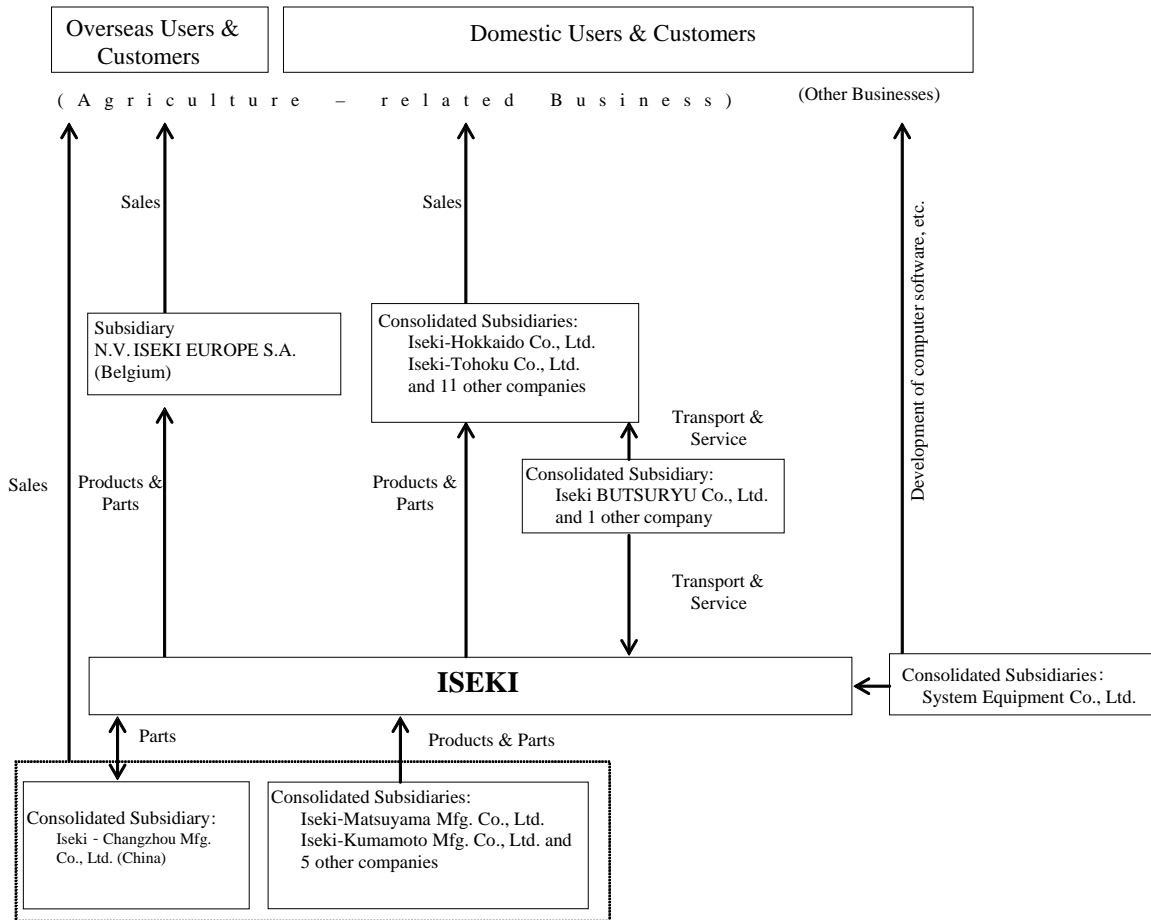 Overseas Users &
Customers
Domestic Users & Customers
( A g r i c u l t u r e – r e l a t e d B u s i n e s s )
(Other Businesses)
Sales
Sales
Development of computer software, etc.
Subsidiary
N.V. ISEKI EUROPE S.A.
(Belgium)
Consolidated Subsidiaries:
Iseki-Hokkaido Co., Ltd.
Iseki-Tohoku Co., Ltd.
and 11 other companies
Transport &
Service
Sales
Products &
Parts
Products &
Parts
Consolidated Subsidiary:
Iseki BUTSURYU Co., Ltd.
and 1 other company
Transport &
Service
ISEKI
Consolidated Subsidiaries:
System Equipment Co., Ltd.
Parts
Products & Parts
Consolidated Subsidiary:
Iseki - Changzhou Mfg.
Co., Ltd. (China)
Consolidated Subsidiaries:
Iseki-Matsuyama Mfg. Co., Ltd.
Iseki-Kumamoto Mfg. Co., Ltd. and
5 other companies